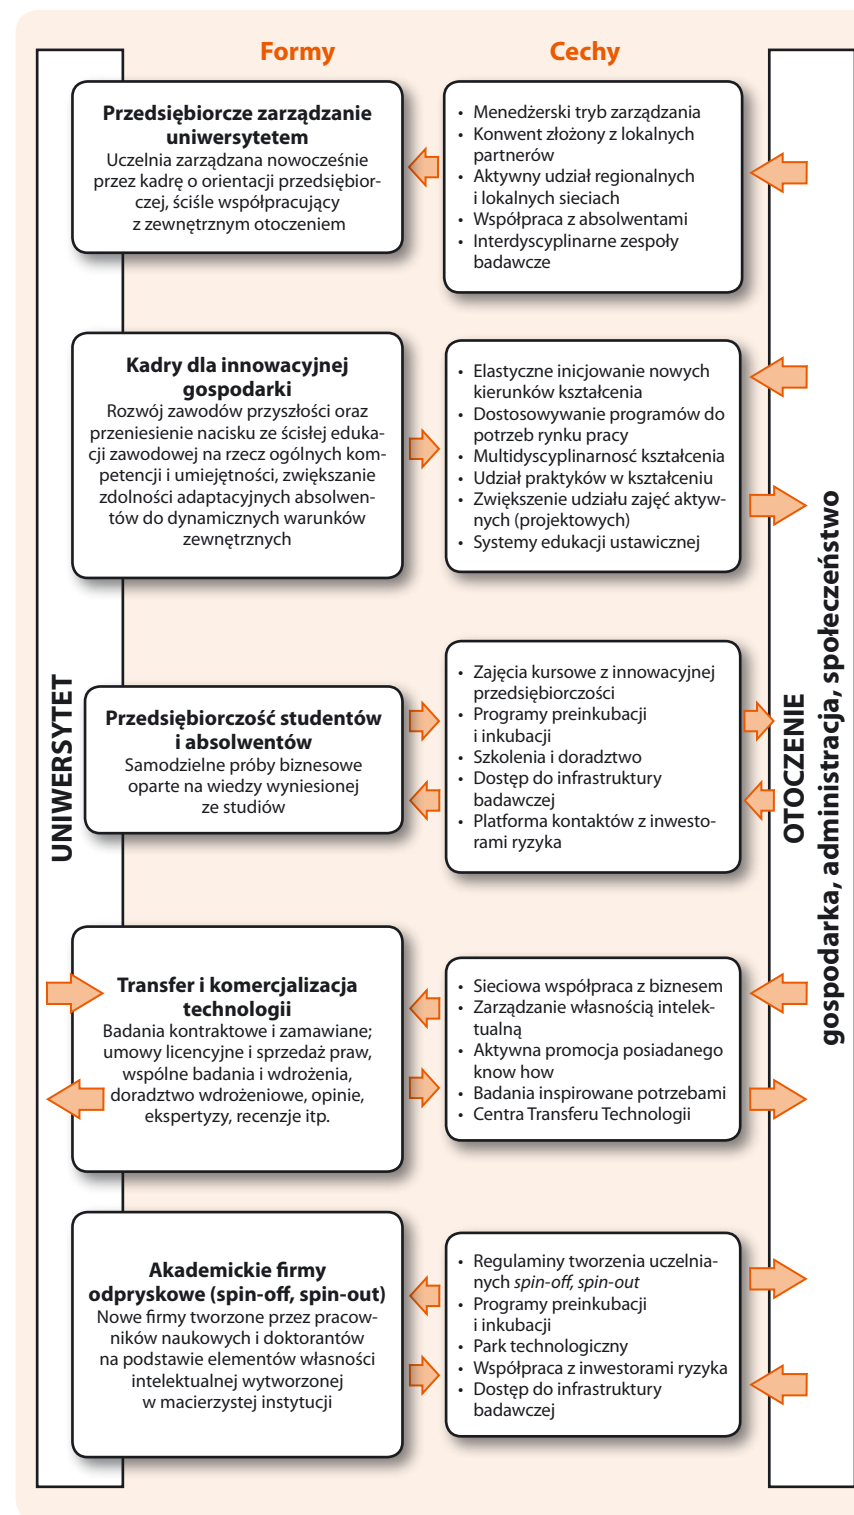 Formy
Cechy
Przedsiębiorcze zarządzanie
uniwersytetem
Uczelnia zarządzana nowocześnie
przez kadrę o orientacji przedsiębior-
czej, ściśle współpracujący
z zewnętrznym otoczeniem
• Menedżerski tryb zarządzania
• Konwent złożony z lokalnych
partnerów
• Aktywny udział regionalnych
i lokalnych sieciach
• Współpraca z absolwentami
• Interdyscyplinarne zespoły
badawcze
Kadry dla innowacyjnej
gospodarki
Rozwój zawodów przyszłości oraz
przeniesienie nacisku ze ścisłej eduka-
cji zawodowej na rzecz ogólnych kom-
petencji i umiejętności, zwiększanie
zdolności adaptacyjnych absolwen-
tów do dynamicznych warunków
zewnętrznych
• Elastyczne inicjowanie nowych
kierunków kształcenia
• Dostosowywanie programów do
potrzeb rynku pracy
• Multidyscyplinarnosć kształcenia
• Udział praktyków w kształceniu
• Zwiększenie udziału zajęć aktyw-
nych (projektowych)
• Systemy edukacji ustawicznej
UNIWERSYTET
Przedsiębiorczość studentów
i absolwentów
Samodzielne próby biznesowe
oparte na wiedzy wyniesionej
ze studiów
• Zajęcia kursowe z innowacyjnej
przedsiębiorczości
• Programy preinkubacji
i inkubacji
• Szkolenia i doradztwo
• Dostęp do infrastruktury
badawczej
• Platforma kontaktów z inwesto-
rami ryzyka
OTOCZENIE
gospodarka, administracja, społeczeństwo
Transfer i komercjalizacja
technologii
Badania kontraktowe i zamawiane;
umowy licencyjne i sprzedaż praw,
wspólne badania i wdrożenia,
doradztwo wdrożeniowe, opinie,
ekspertyzy, recenzje itp.
• Sieciowa współpraca z biznesem
• Zarządzanie własnością intelek-
tualną
• Aktywna promocja posiadanego
know how
• Badania inspirowane potrzebami
• Centra Transferu Technologii
Akademickie firmy
odpryskowe (spin-off, spin-out)
Nowe firmy tworzone przez pracow-
ników naukowych i doktorantów
na podstawie elementów własności
intelektualnej wytworzonej
w macierzystej instytucji
• Regulaminy tworzenia uczelnia-
nych spin-off, spin-out
• Programy preinkubacji
i inkubacji
• Park technologiczny
• Współpraca z inwestorami ryzyka
• Dostęp do infrastruktury
badawczej